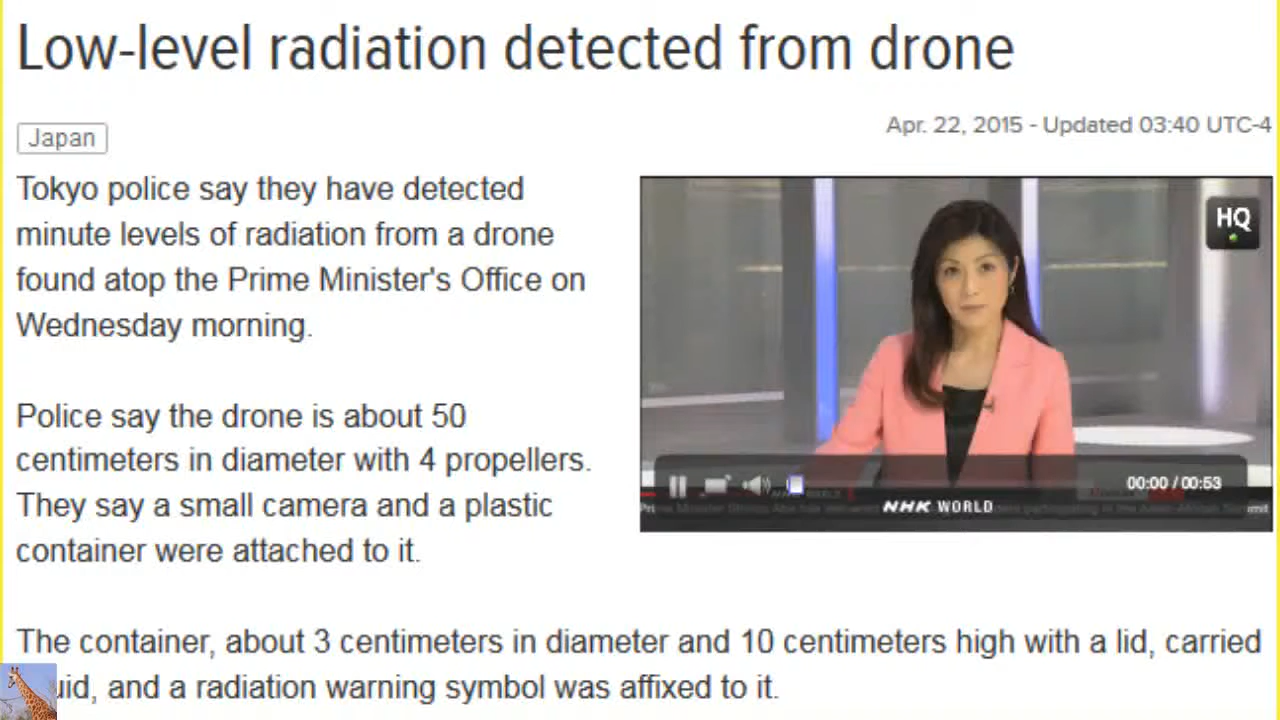 Low-level radiation detected from drone
Japan
Apr. 22, 2015 - Updated 03:40 UTC-4
Tokyo police say they have detected
minute levels of radiation from a drone
found atop the Prime Minister's Office on
Wednesday morning.
Police say the drone is about 50
centimeters in diameter with 4 propellers.
They say a small camera and a plastic
container were attached to it.
HQ
00:00 / 00:53
NHK WORLD
The container, about 3 centimeters in diameter and 10 centimeters high with a lid, carried
and a radiation warning symbol was affixed to it.